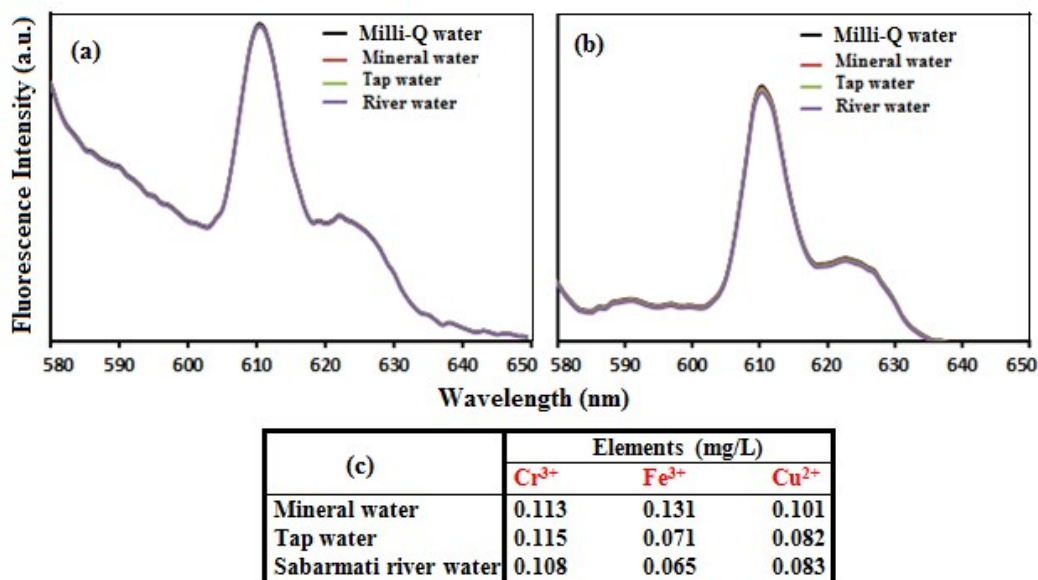 Fluorescence Intensity (a.u.)
(a)
Milli-Q water
Mineral water
Tap water
River water
580 590 600 610 620 630 640 650
(b)
Milli-Q water
Mineral water
Tap water
River water
580 590 600 610 620 630 640 650
Wavelength (nm)
(c) Elements (mg/L)
Cr³⁺ Fe³⁺ Cu²⁺
Mineral water 0.113 0.131 0.101
Tap water 0.115 0.071 0.082
Sabarmati river water 0.108 0.065 0.083